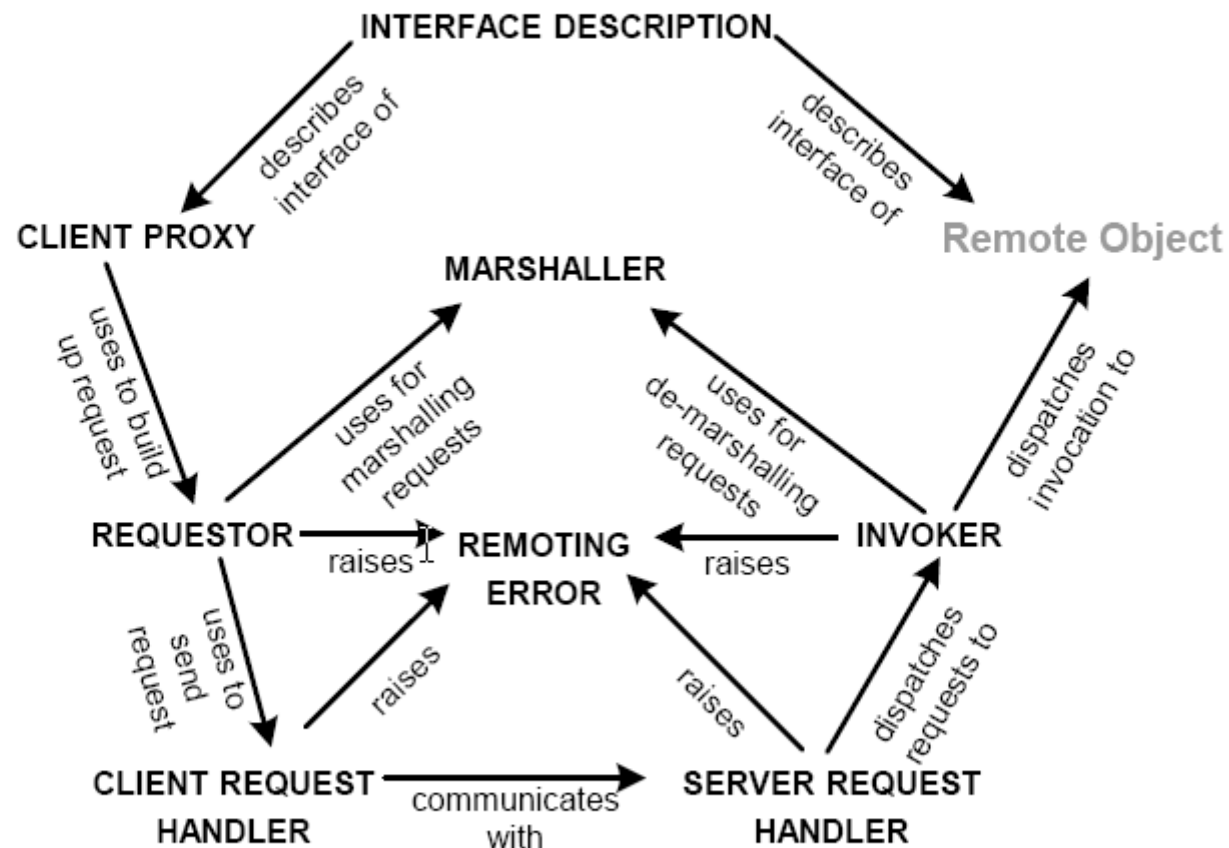 INTERFACE DESCRIPTION
describes
interface of
describes
interface of
CLIENT PROXY
Remote Object
MARSHALLER
uses to build
up request
uses for
marshalling
requests
uses for
de-marshalling
requests
dispatches
invocation to
REQUESTOR
raises
REMOTING
ERROR
raises
INVOKER
uses to
send
request
raises
raises
dispatches
requests to
CLIENT REQUEST
HANDLER
communicates
with
SERVER REQUEST
HANDLER